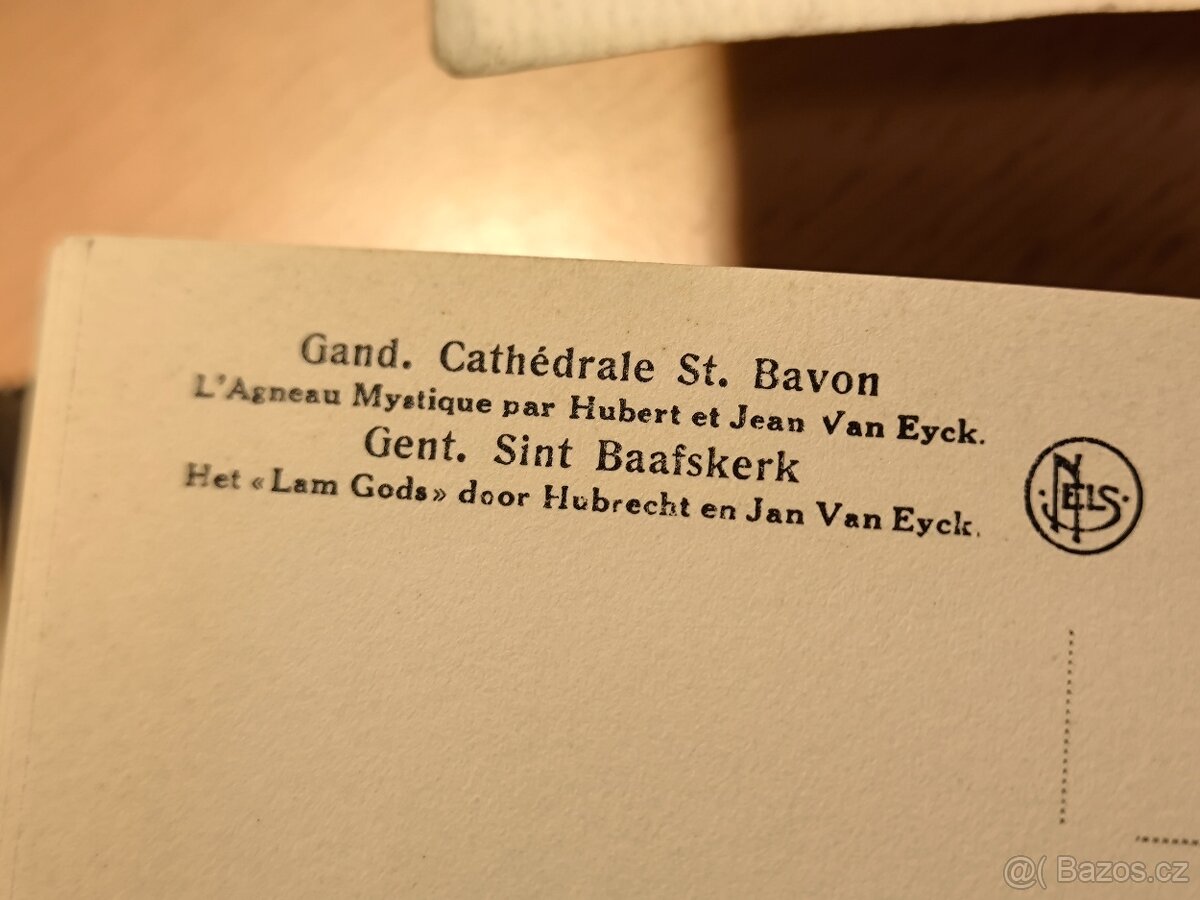 Gand. Cathédrale St. Bavon
L'Agneau Mystique par Hubert et Jean Van Eyck.
Gent. Sint Baafskerk
Het «Lam Gods» door Hubrecht en Jan Van Eyck.
NELS
@( Bazos.cz